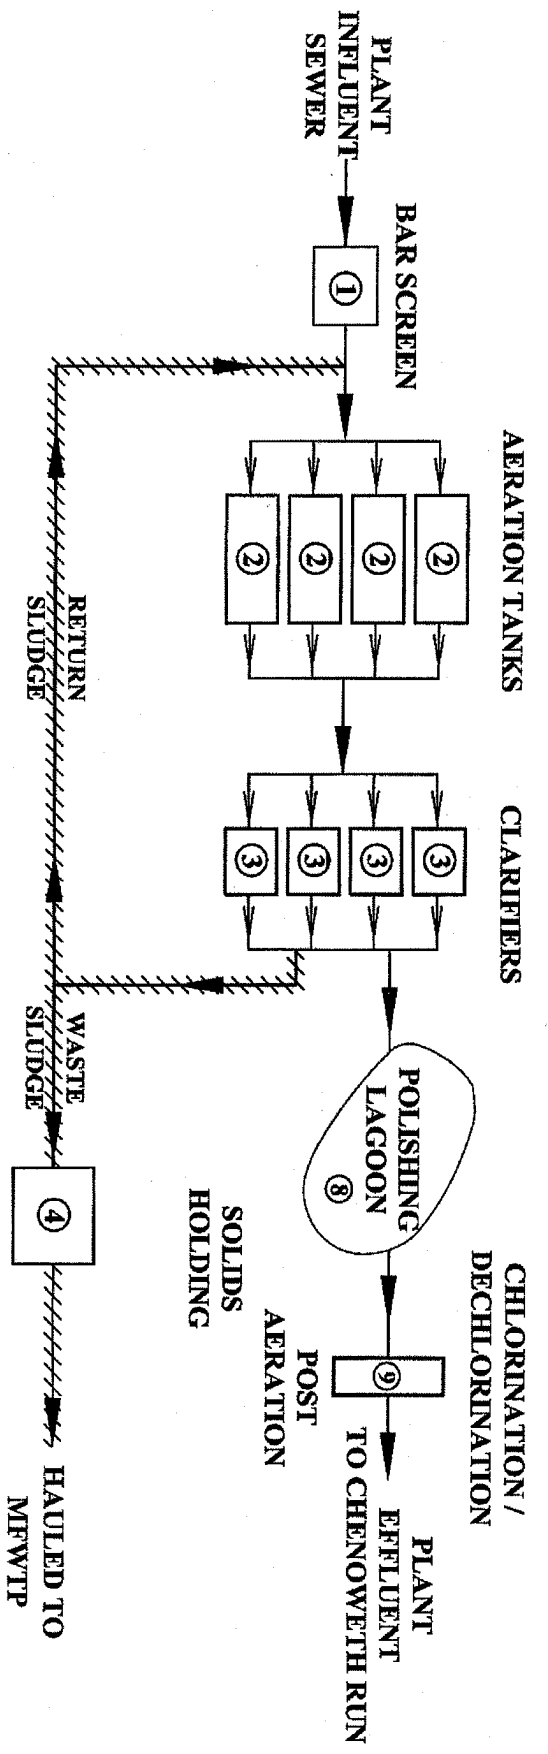 PLANT
INFLUENT
SEWER
BAR SCREEN
①
AERATION TANKS
②
②
②
②
CLARIFIERS
③
③
③
③
RETURN
SLUDGE
WASTE
SLUDGE
④
SOLIDS
HOLDING
HAULED TO
MFWTP
POLISHING
LAGOON
⑧
CHLORINATION /
DECHLORINATION
⑨
POST
AERATION
PLANT
EFFLUENT
TO CHENOWETH RUN